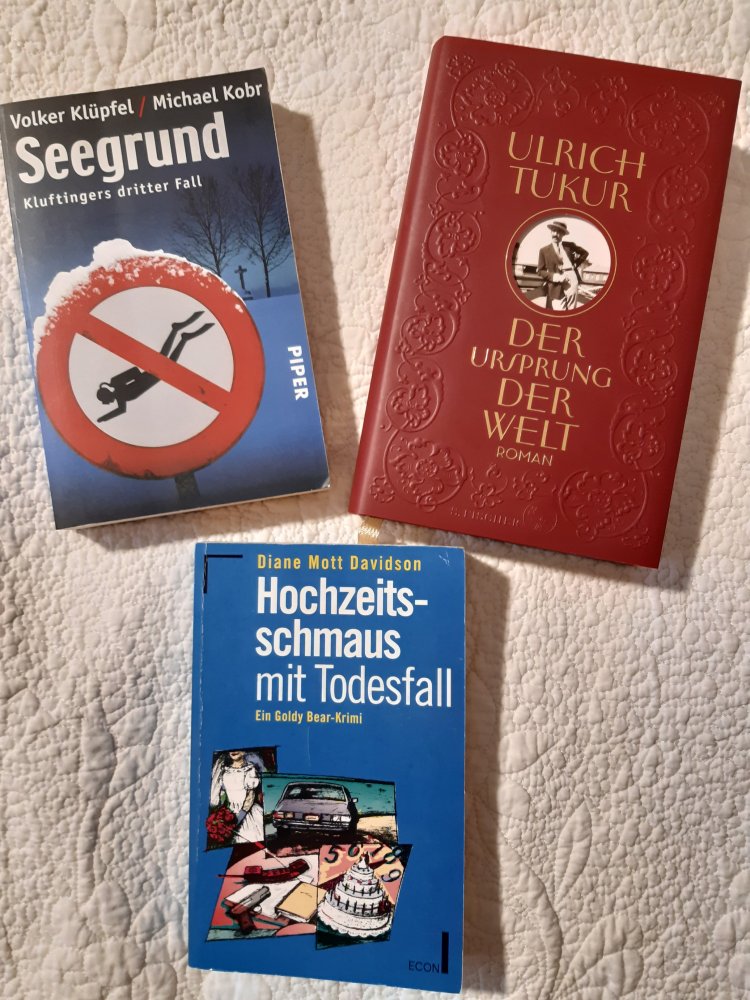 Volker Klüpfel / Michael Kobr
Seegrund
Kluftingers dritter Fall
PIPER
ULRICH
TUKUR
DER
URSPRUNG
DER
WELT
ROMAN
S. FISCHER
Diane Mott Davidson
Hochzeits-
schmaus
mit Todesfall
Ein Goldy Bear-Krimi
ECON